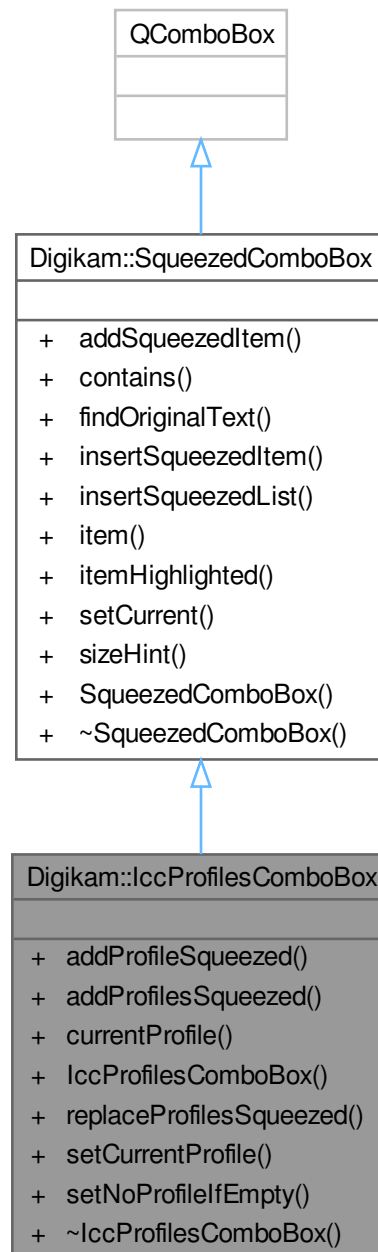 QComboBox
Digikam::SqueezedComboBox
+ addSqueezedItem()
+ contains()
+ findOriginalText()
+ insertSqueezedItem()
+ insertSqueezedList()
+ item()
+ itemHighlighted()
+ setCurrent()
+ sizeHint()
+ SqueezedComboBox()
+ ~SqueezedComboBox()
Digikam::IccProfilesComboBox
+ addProfileSqueezed()
+ addProfilesSqueezed()
+ currentProfile()
+ IccProfilesComboBox()
+ replaceProfilesSqueezed()
+ setCurrentProfile()
+ setNoProfileIfEmpty()
+ ~IccProfilesComboBox()